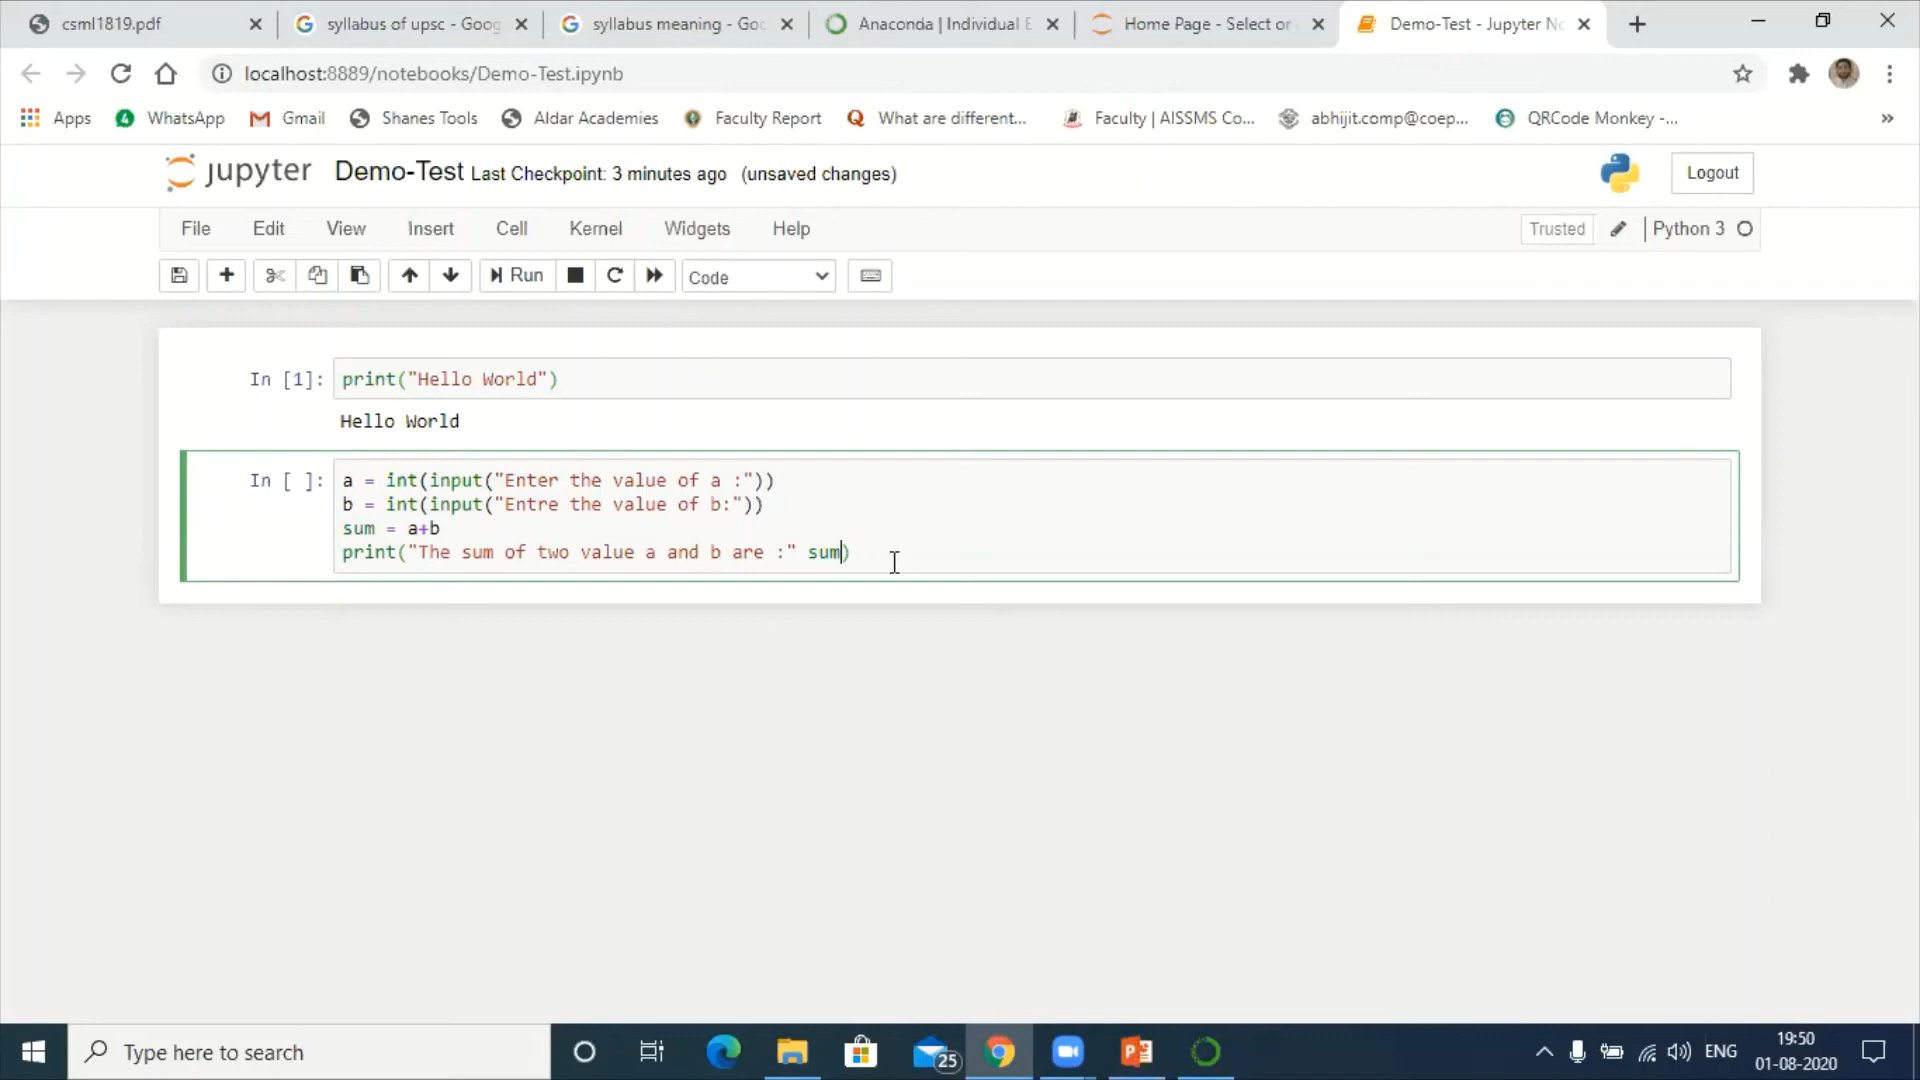 csml1819.pdf
syllabus of upsc - Goog
syllabus meaning - Goo
Anaconda | Individual E
Home Page - Select or
Demo-Test - Jupyter No
localhost:8889/notebooks/Demo-Test.ipynb
Apps
WhatsApp
Gmail
Shanes Tools
Aldar Academies
Faculty Report
What are different...
Faculty | AISSMS Co...
abhijit.comp@coep...
QRCode Monkey -...
»
jupyter Demo-Test Last Checkpoint: 3 minutes ago (unsaved changes)
Logout
File Edit View Insert Cell Kernel Widgets Help
Trusted
Python 3
Run
Code
In [1]: print("Hello World")
Hello World
In [ ]: a = int(input("Enter the value of a :"))
b = int(input("Entre the value of b:"))
sum = a+b
print("The sum of two value a and b are :" sum)
Type here to search
25
ENG
19:50
01-08-2020